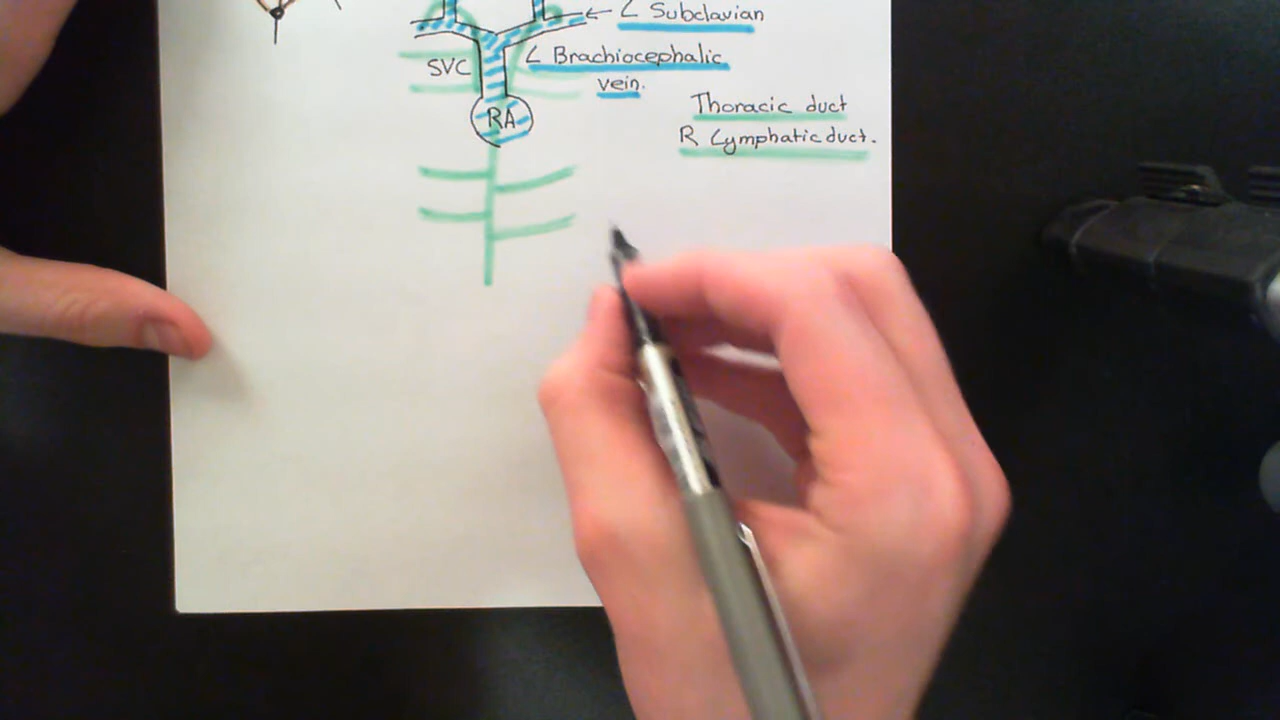 L Subclavian
L Brachiocephalic
vein.
SVC
RA
Thoracic duct
R Lymphatic duct.